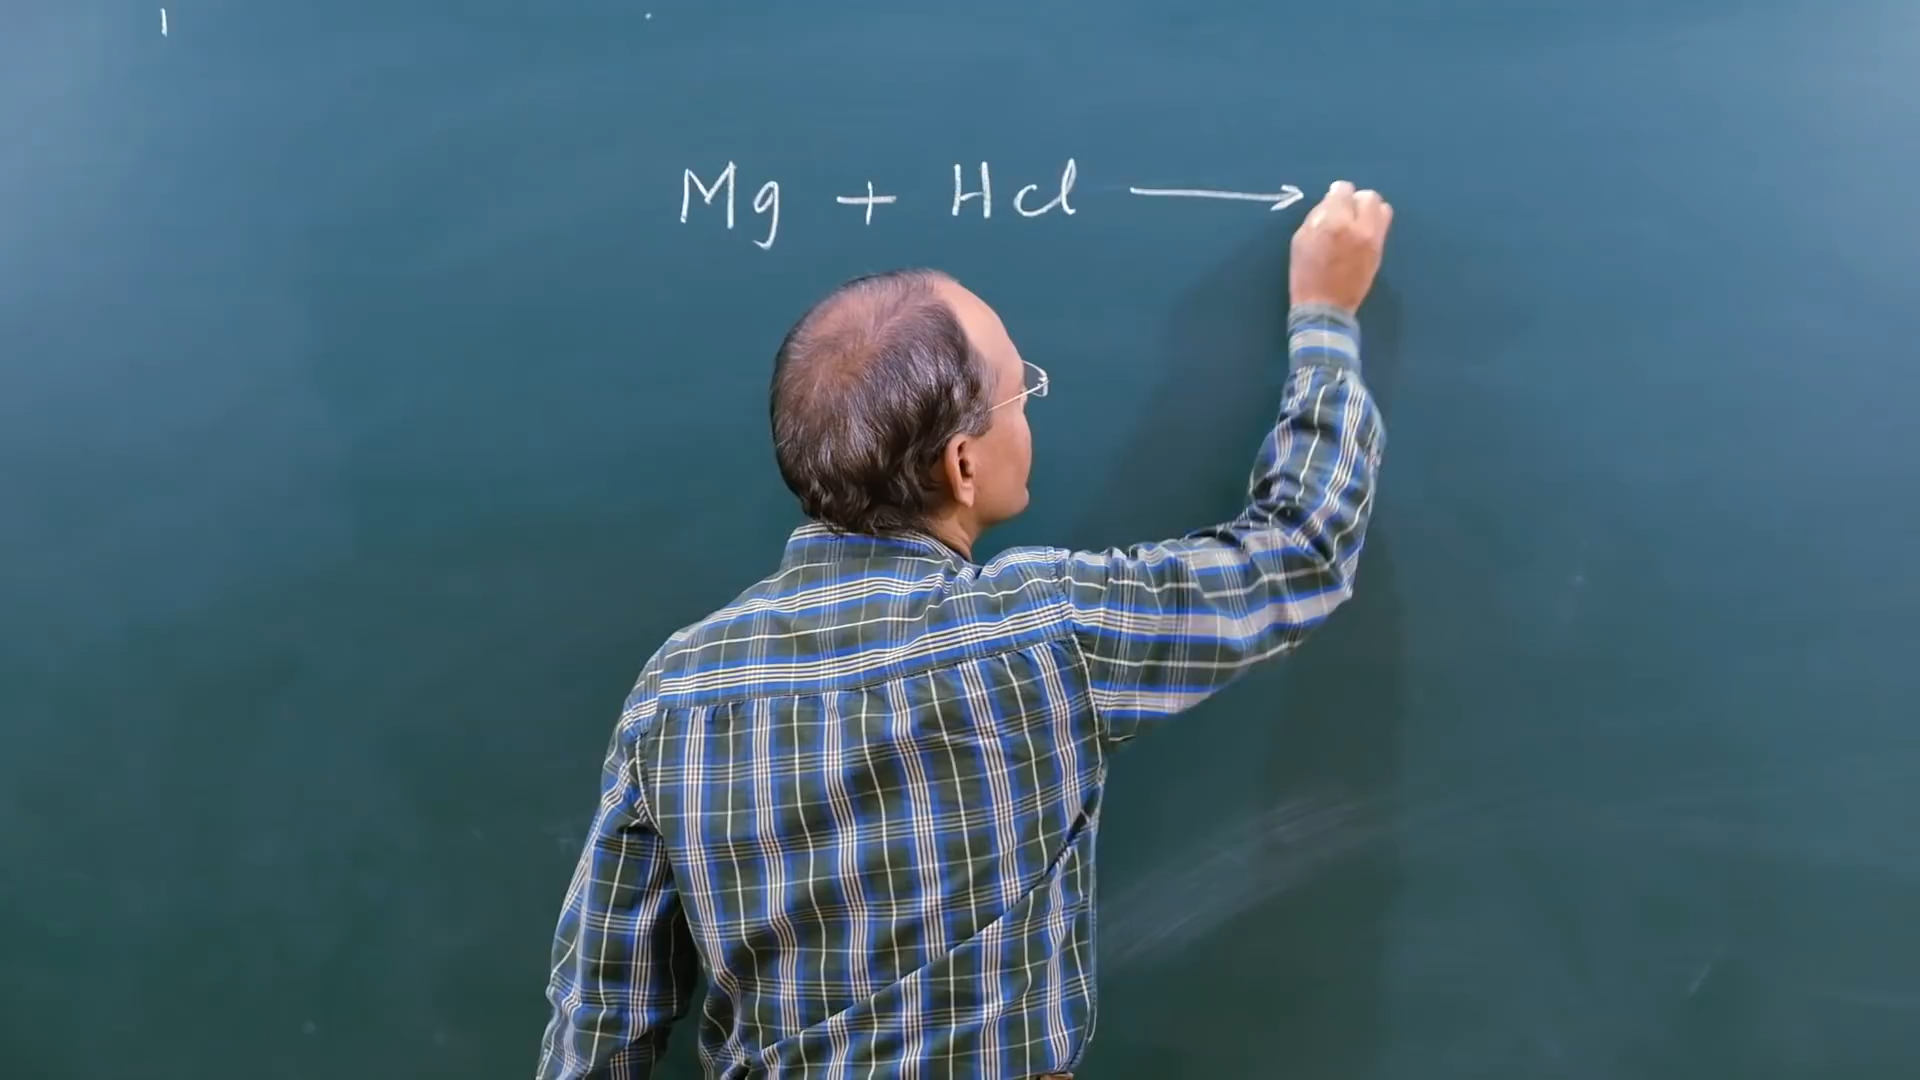 Mg + Hcl ⟶